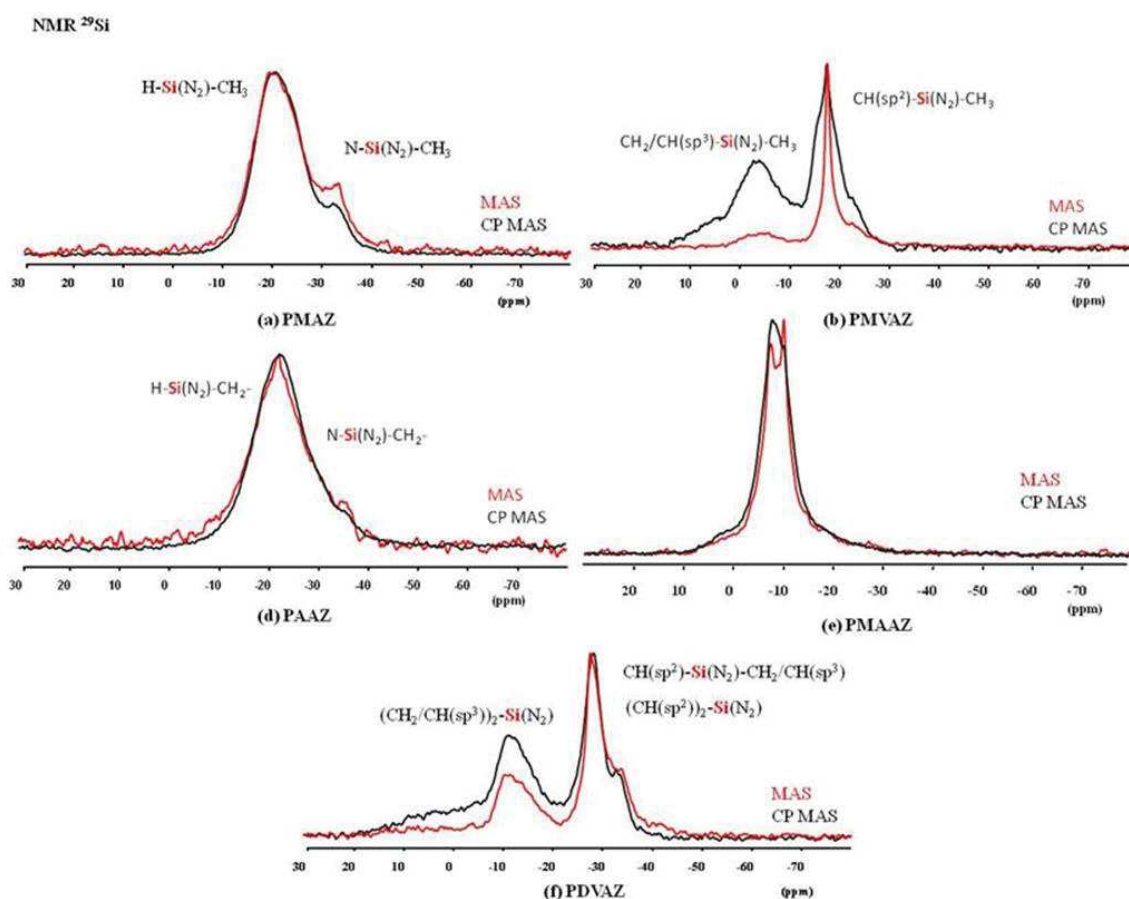 NMR ²⁹Si
H-Si(N₂)-CH₃
N-Si(N₂)-CH₃
MAS
CP MAS
30 20 10 0 -10 -20 -30 -40 -50 -60 -70
(ppm)
(a) PMAZ
CH(sp²)-Si(N₂)-CH₃
CH₂/CH(sp³)-Si(N₂)-CH₃
MAS
CP MAS
30 20 10 0 -10 -20 -30 -40 -50 -60 -70
(ppm)
(b) PMVAZ
H-Si(N₂)-CH₂-
N-Si(N₂)-CH₂-
MAS
CP MAS
30 20 10 0 -10 -20 -30 -40 -50 -60 -70
(ppm)
(d) PAAZ
MAS
CP MAS
20 10 0 -10 -20 -30 -40 -50 -60 -70
(ppm)
(e) PMAAZ
CH(sp²)-Si(N₂)-CH₂/CH(sp³)
(CH₂/CH(sp³))₂-Si(N₂)
(CH(sp²))₂-Si(N₂)
MAS
CP MAS
30 20 10 0 -10 -20 -30 -40 -50 -60 -70
(ppm)
(f) PDVAZ